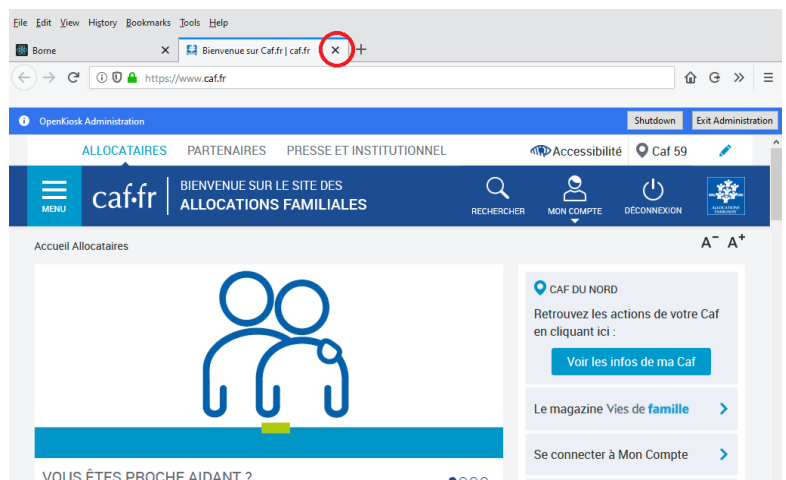 File Edit View History Bookmarks Tools Help
Borne Bienvenue sur Caf.fr | caf.fr
https://www.caf.fr
OpenKiosk Administration Shutdown Exit Administration
ALLOCATAIRES PARTENAIRES PRESSE ET INSTITUTIONNEL Accessibilité Caf 59
MENU caf.fr BIENVENUE SUR LE SITE DES
ALLOCATIONS FAMILIALES
RECHERCHER MON COMPTE DÉCONNEXION ALLOCATIONS
FAMILIALES
Accueil Allocataires A- A+
CAF DU NORD
Retrouvez les actions de votre Caf
en cliquant ici :
Voir les infos de ma Caf
Le magazine Vies de famille
Se connecter à Mon Compte
VOUS ÊTES PROCHE AIDANT ?